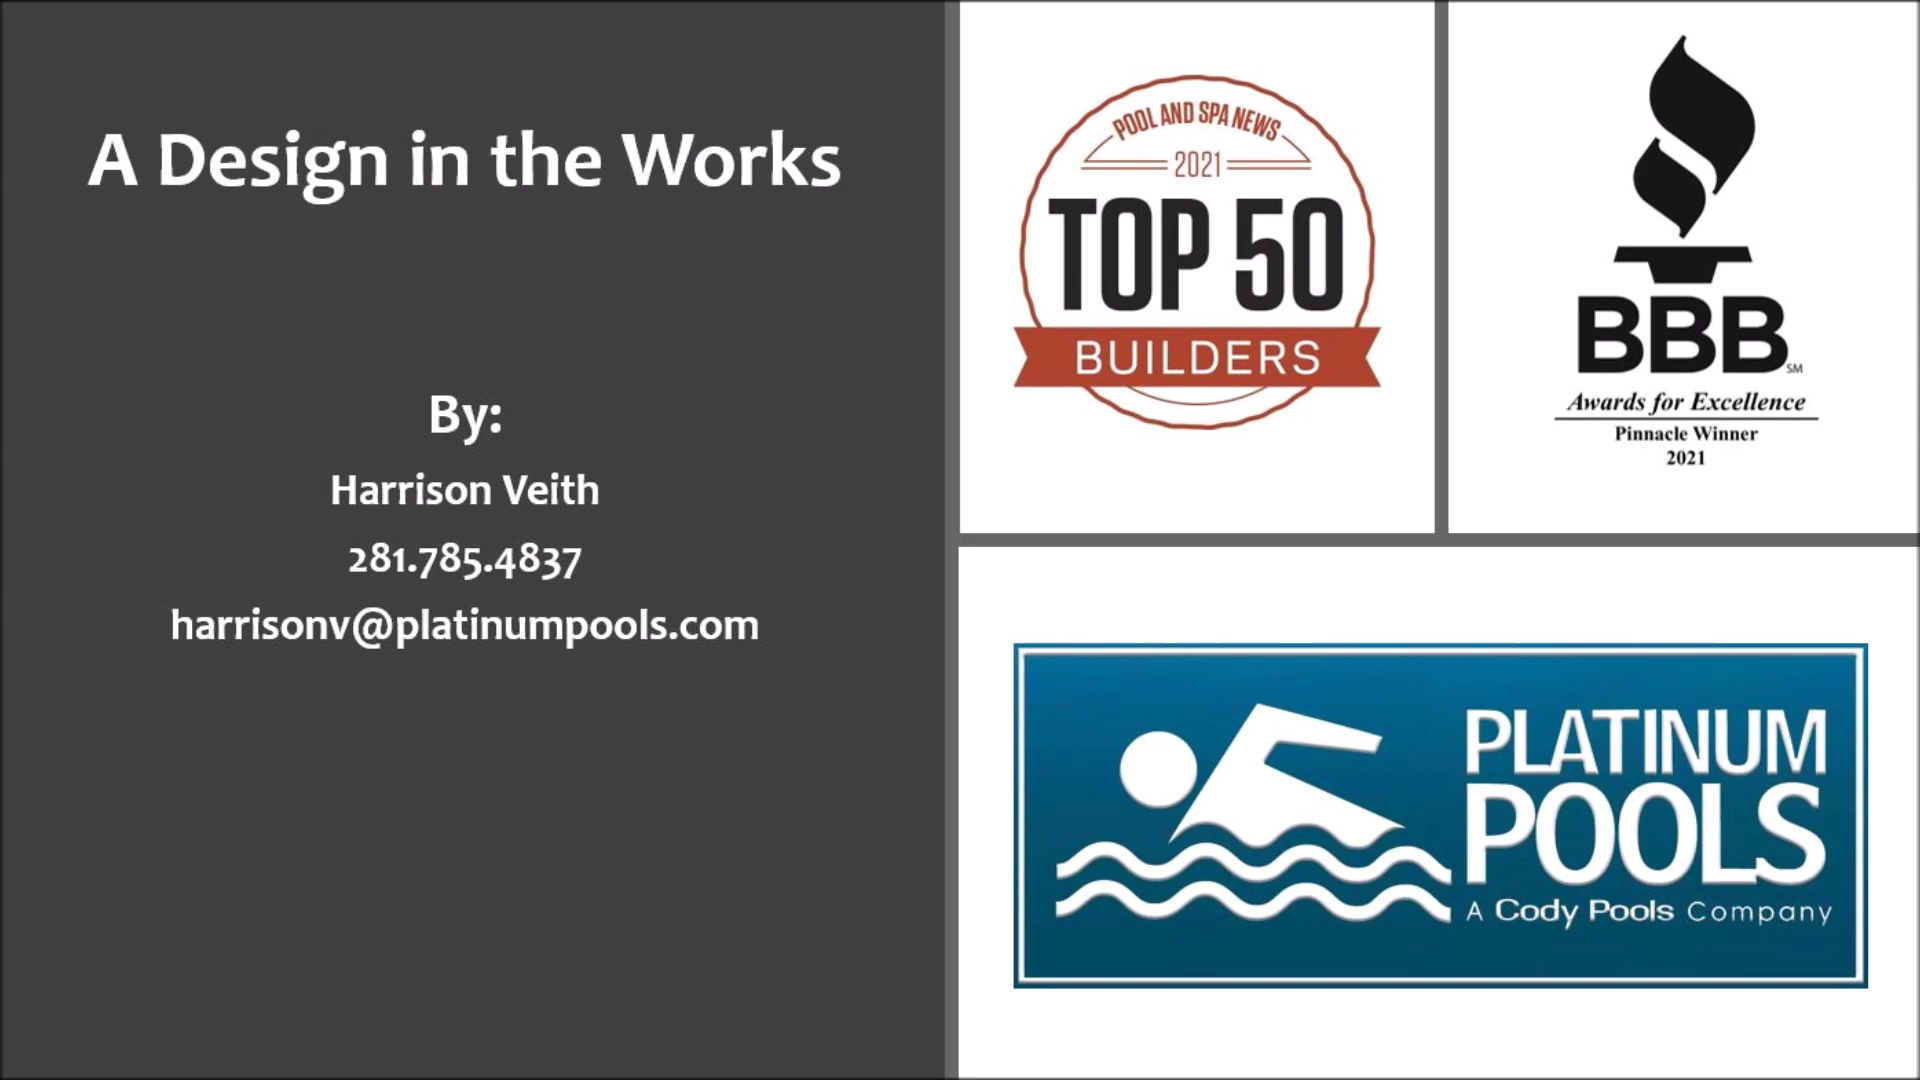 A Design in the Works
By:
Harrison Veith
281.785.4837
harrisonv@platinumpools.com
POOL AND SPA NEWS
2021
TOP 50
BUILDERS
BBB SM
Awards for Excellence
Pinnacle Winner
2021
PLATINUM
POOLS
A Cody Pools Company